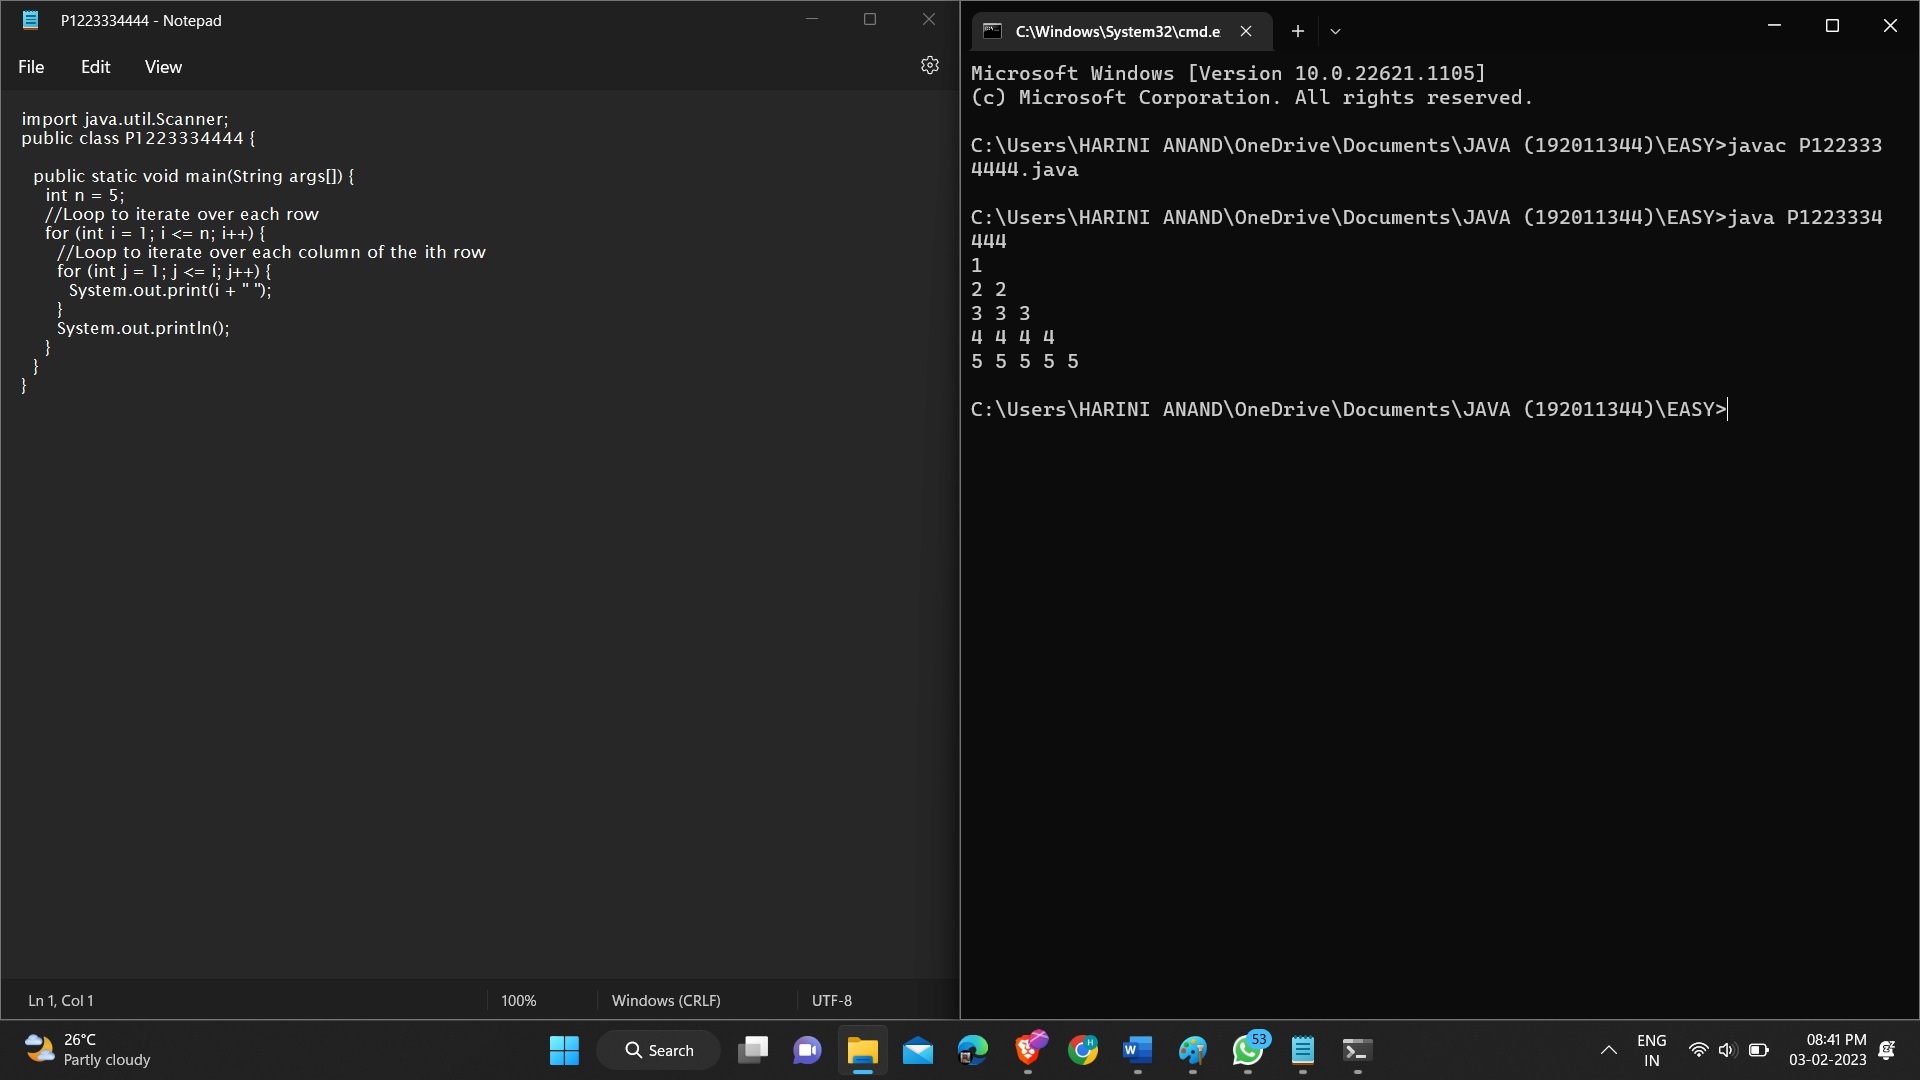 P1223334444 - Notepad
File Edit View
import java.util.Scanner;
public class P1223334444 {
public static void main(String args[]) {
int n = 5;
//Loop to iterate over each row
for (int i = 1; i <= n; i++) {
//Loop to iterate over each column of the ith row
for (int j = 1; j <= i; j++) {
System.out.print(i + " ");
}
System.out.println();
}
}
}
Ln 1, Col 1 100% Windows (CRLF) UTF-8
C:\Windows\System32\cmd.e
Microsoft Windows [Version 10.0.22621.1105]
(c) Microsoft Corporation. All rights reserved.
C:\Users\HARINI ANAND\OneDrive\Documents\JAVA (192011344)\EASY>javac P122333
4444.java
C:\Users\HARINI ANAND\OneDrive\Documents\JAVA (192011344)\EASY>java P1223334
444
1
2 2
3 3 3
4 4 4 4
5 5 5 5 5
C:\Users\HARINI ANAND\OneDrive\Documents\JAVA (192011344)\EASY>
26°C
Partly cloudy
Search
53
ENG
IN
08:41 PM
03-02-2023